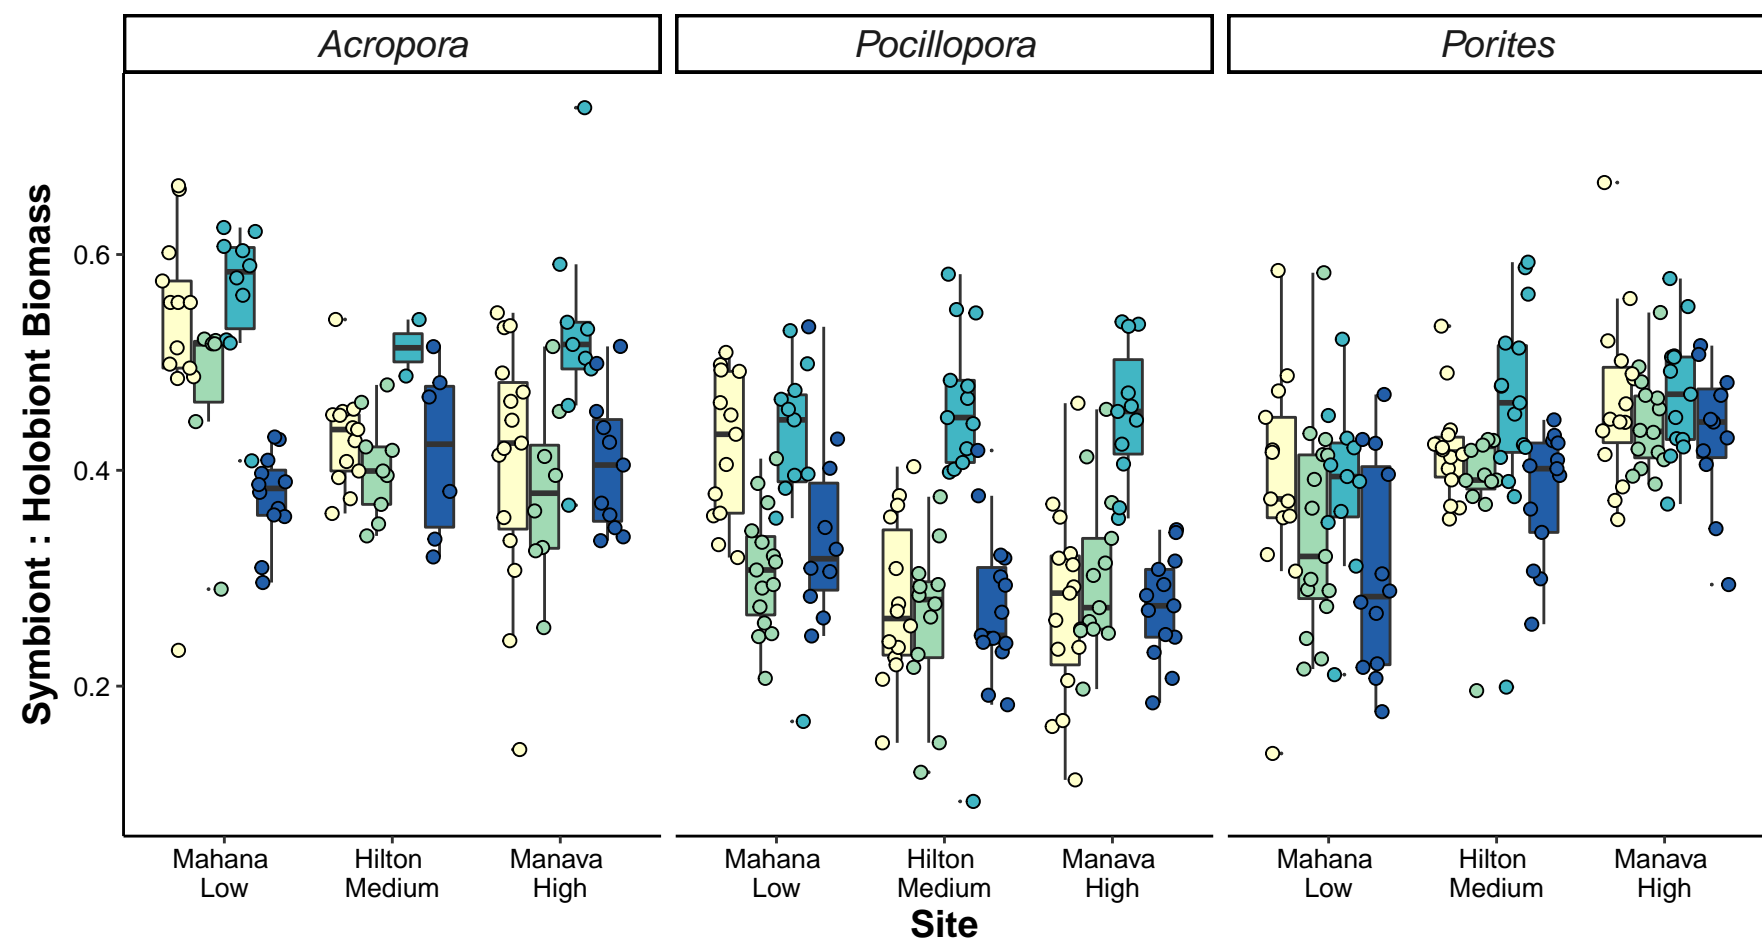 Acropora
Pocillopora
Porites
Symbiont : Holobiont Biomass
0.6
0.4
0.2
Mahana
Low
Hilton
Medium
Manava
High
Mahana
Low
Hilton
Medium
Manava
High
Mahana
Low
Hilton
Medium
Manava
High
Site